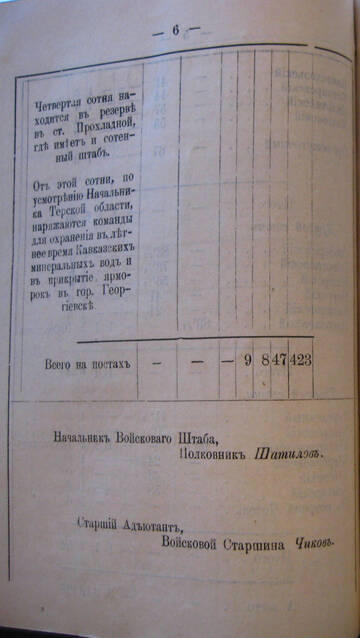 — 6 —
Четвертая сотня на-
ходится въ резервѣ
въ ст. Прохладной,
гдѣ имѣетъ и сотен-
ный штабъ.
Отъ этой сотни, по
усмотрѣнію Начальни-
ка Терской области,
наряжаются команды
для охраненія въ лѣт-
нее время Кавказскихъ
минеральныхъ водъ и
въ прикрытіе ярмо-
рокъ въ гор. Геор-
гіевскѣ
Всего на постахъ — — — 9 8 47 423
Начальникъ Войсковаго Штаба,
Полковник Шатиловъ.
Старшій Адъютантъ,
Войсковой Старшина Чиковъ.